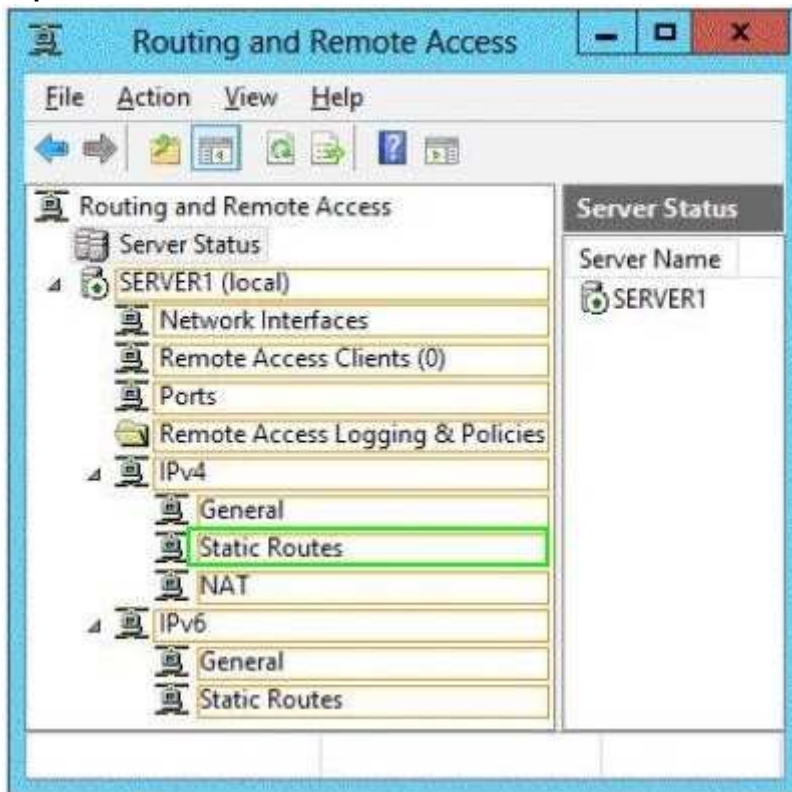 Routing and Remote Access
File Action View Help
Routing and Remote Access
Server Status
SERVER1 (local)
Network Interfaces
Remote Access Clients (0)
Ports
Remote Access Logging & Policies
IPv4
General
Static Routes
NAT
IPv6
General
Static Routes
Server Status
Server Name
SERVER1